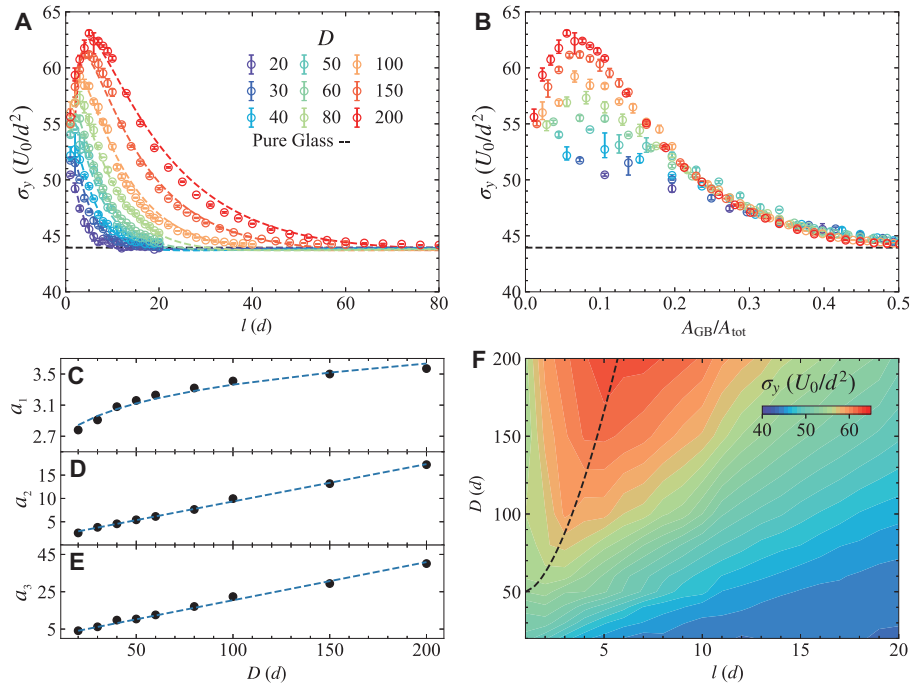 A
65
60
55
50
45
40
σy (U0/d²)
0 20 40 60 80
l (d)
D
20 50 100
30 60 150
40 80 200
Pure Glass --
B
65
60
55
50
45
40
σy (U0/d²)
0.0 0.1 0.2 0.3 0.4 0.5
AGB/Atot
C
3.5
3.1
2.7
a1
D
15
10
5
a2
E
45
25
5
a3
50 100 150 200
D (d)
F
200
150
100
50
D (d)
σy (U0/d²)
40 50 60
5 10 15 20
l (d)